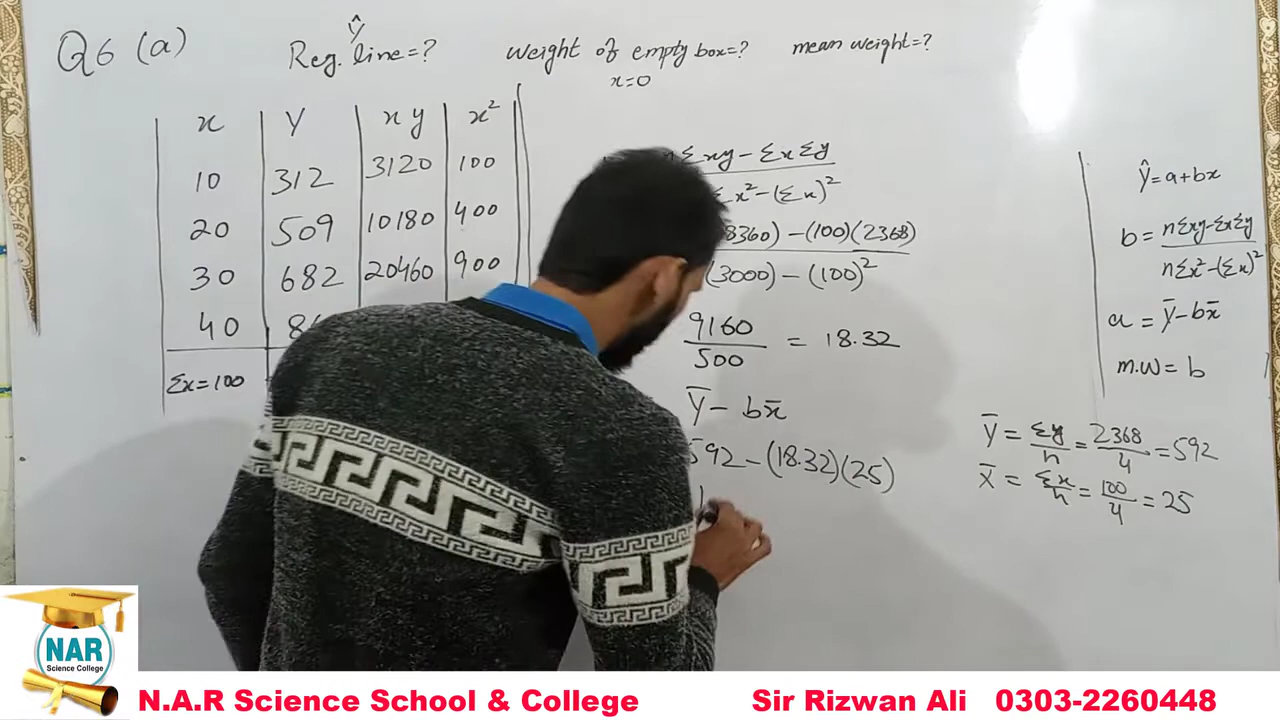 Q6 (a)
Reg. line=?
ŷ
weight of empty box=?
x=0
mean weight=?
x Y xy x²
10 312 3120 100
20 509 10180 400
30 682 20460 900
40
Σx=100
Σxy - ΣxΣy
Σx² - (Σx)²
8360) - (100)(2368)
(3000) - (100)²
9160
500
= 18.32
ȳ - bx̄
592 - (18.32)(25)
ŷ = a+bx
b = nΣxy-ΣxΣy
nΣx²-(Σx)²
a = ȳ-bx̄
m.w = b
ȳ = Σy/n = 2368/4 = 592
x̄ = Σx/n = 100/4 = 25
NAR
Science College
N.A.R Science School & College Sir Rizwan Ali 0303-2260448